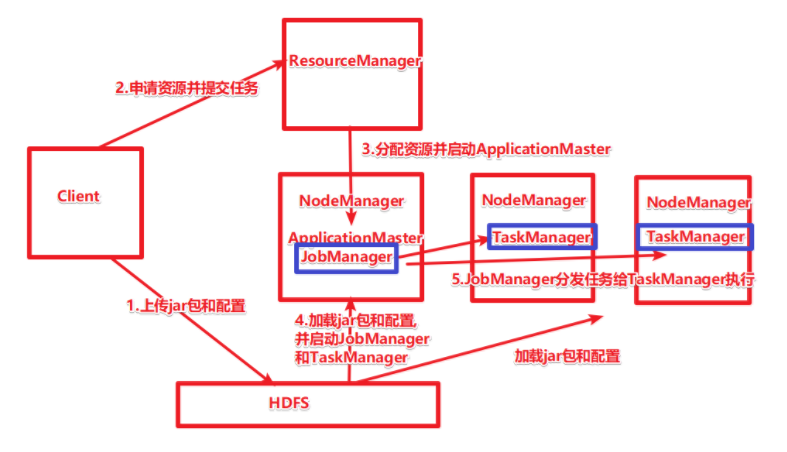 ResourceManager
2.申请资源并提交任务
3.分配资源并启动ApplicationMaster
Client
NodeManager
ApplicationMaster
JobManager
NodeManager
TaskManager
NodeManager
TaskManager
5.JobManager分发任务给TaskManager执行
1.上传jar包和配置
4.加载jar包和配置,
并启动JobManager
和TaskManager
加载jar包和配置
HDFS